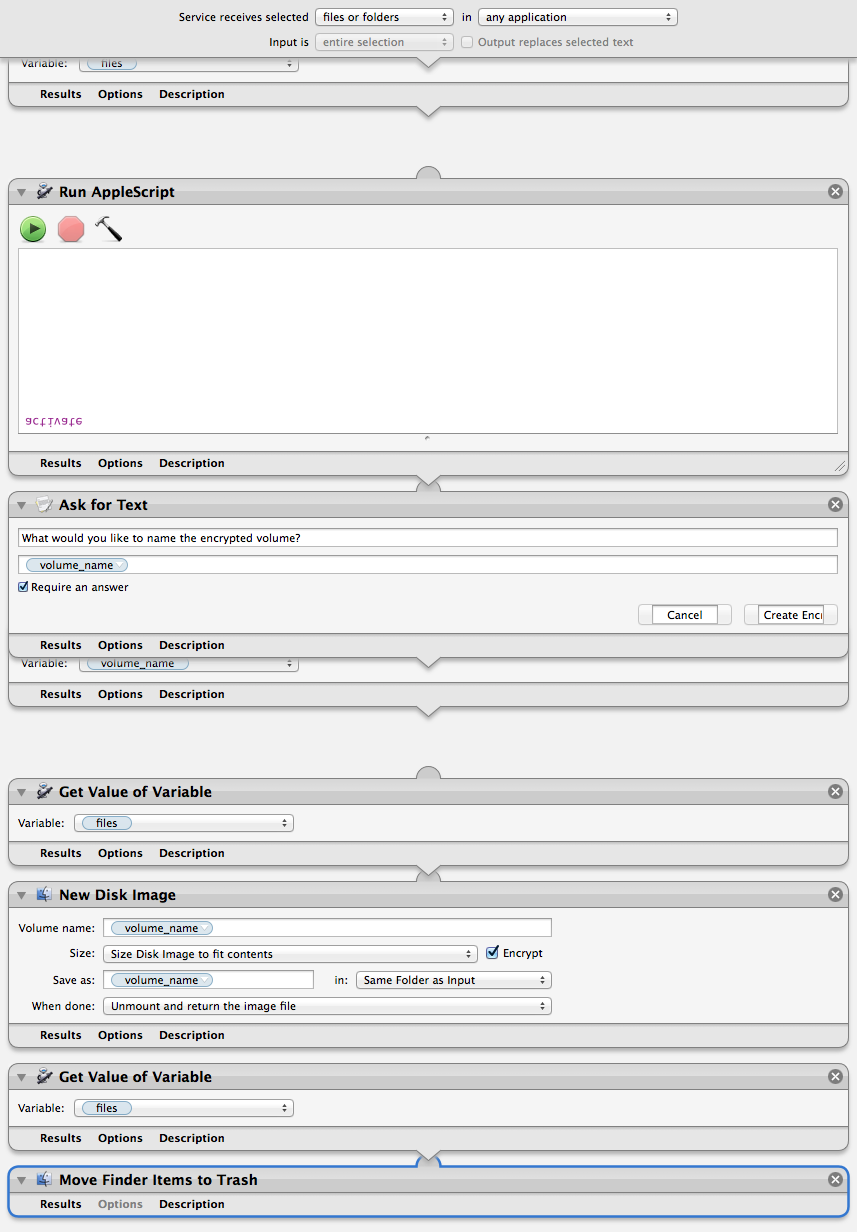 Service receives selected files or folders in any application
Input is entire selection Output replaces selected text
Variable: files
Results Options Description
Run AppleScript
activate
Results Options Description
Ask for Text
What would you like to name the encrypted volume?
volume_name
Require an answer
Cancel Create Enc
Results Options Description
Variable: volume_name
Results Options Description
Get Value of Variable
Variable: files
Results Options Description
New Disk Image
Volume name: volume_name
Size: Size Disk Image to fit contents Encrypt
Save as: volume_name in: Same Folder as Input
When done: Unmount and return the image file
Results Options Description
Get Value of Variable
Variable: files
Results Options Description
Move Finder Items to Trash
Results Options Description